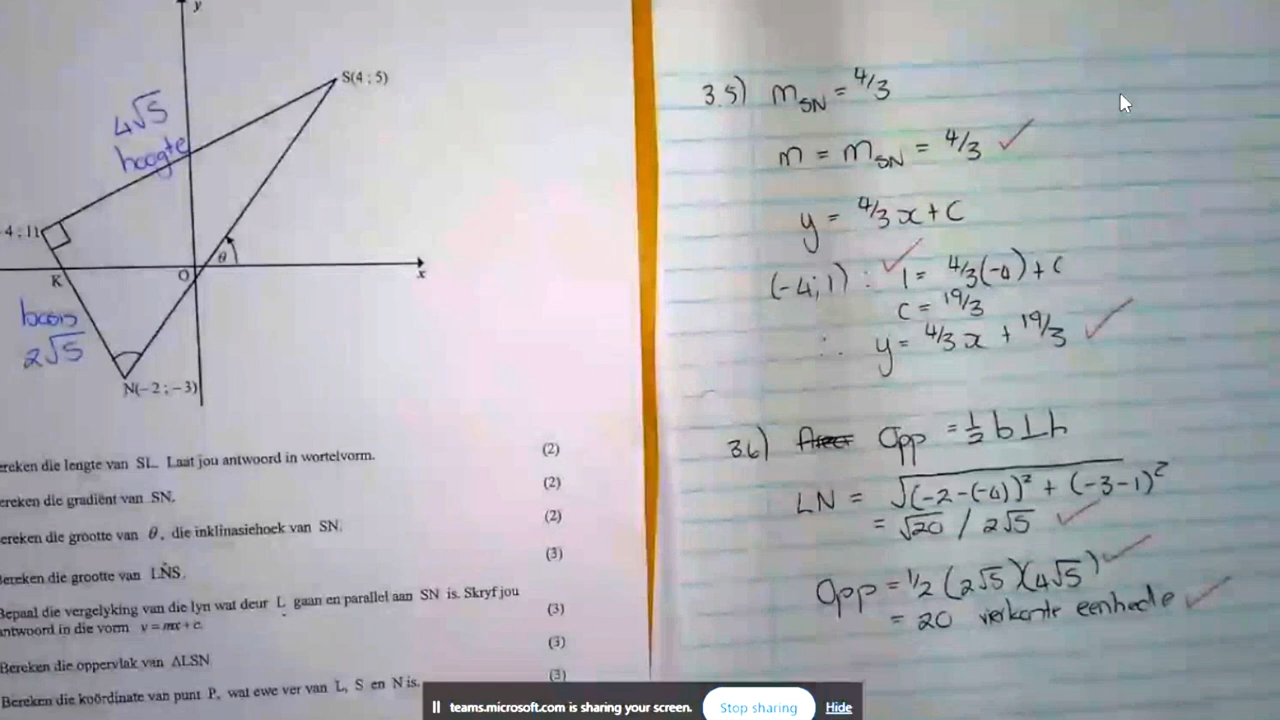 y
S(4 ; 5)
4√5
hoogte
4 ; 1)
θ
x
K
O
basis
2√5
N(−2 ; −3)
ereken die lengte van SL. Laat jou antwoord in wortelvorm. (2)
ereken die gradiënt van SN. (2)
ereken die grootte van θ, die inklinasiehoek van SN. (2)
Bereken die grootte van LN̂S. (3)
Bepaal die vergelyking van die lyn wat deur L gaan en parallel aan SN is. Skryf jou
antwoord in die vorm y = mx + c. (3)
Bereken die oppervlak van ΔLSN (3)
Bereken die koördinate van punt P, wat ewe ver van L, S en N is. (3)
3.5) m_SN = 4/3
m = m_SN = 4/3 ✓
y = 4/3 x + c
(-4; 1) : ✓ 1 = 4/3(-4) + c
c = 19/3
∴ y = 4/3 x + 19/3 ✓
3.6) Opp = ½ b⊥h
LN = √(-2-(-4))² + (-3-1)²
= √20 / 2√5 ✓
Opp = 1/2 (2√5)(4√5) ✓
= 20 vierkante eenhede ✓
teams.microsoft.com is sharing your screen. Stop sharing Hide